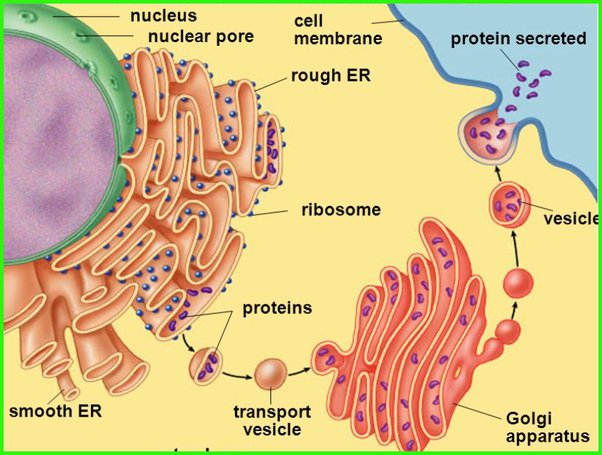 nucleus
nuclear pore
cell
membrane
protein secreted
rough ER
ribosome
vesicle
proteins
smooth ER
transport
vesicle
Golgi
apparatus